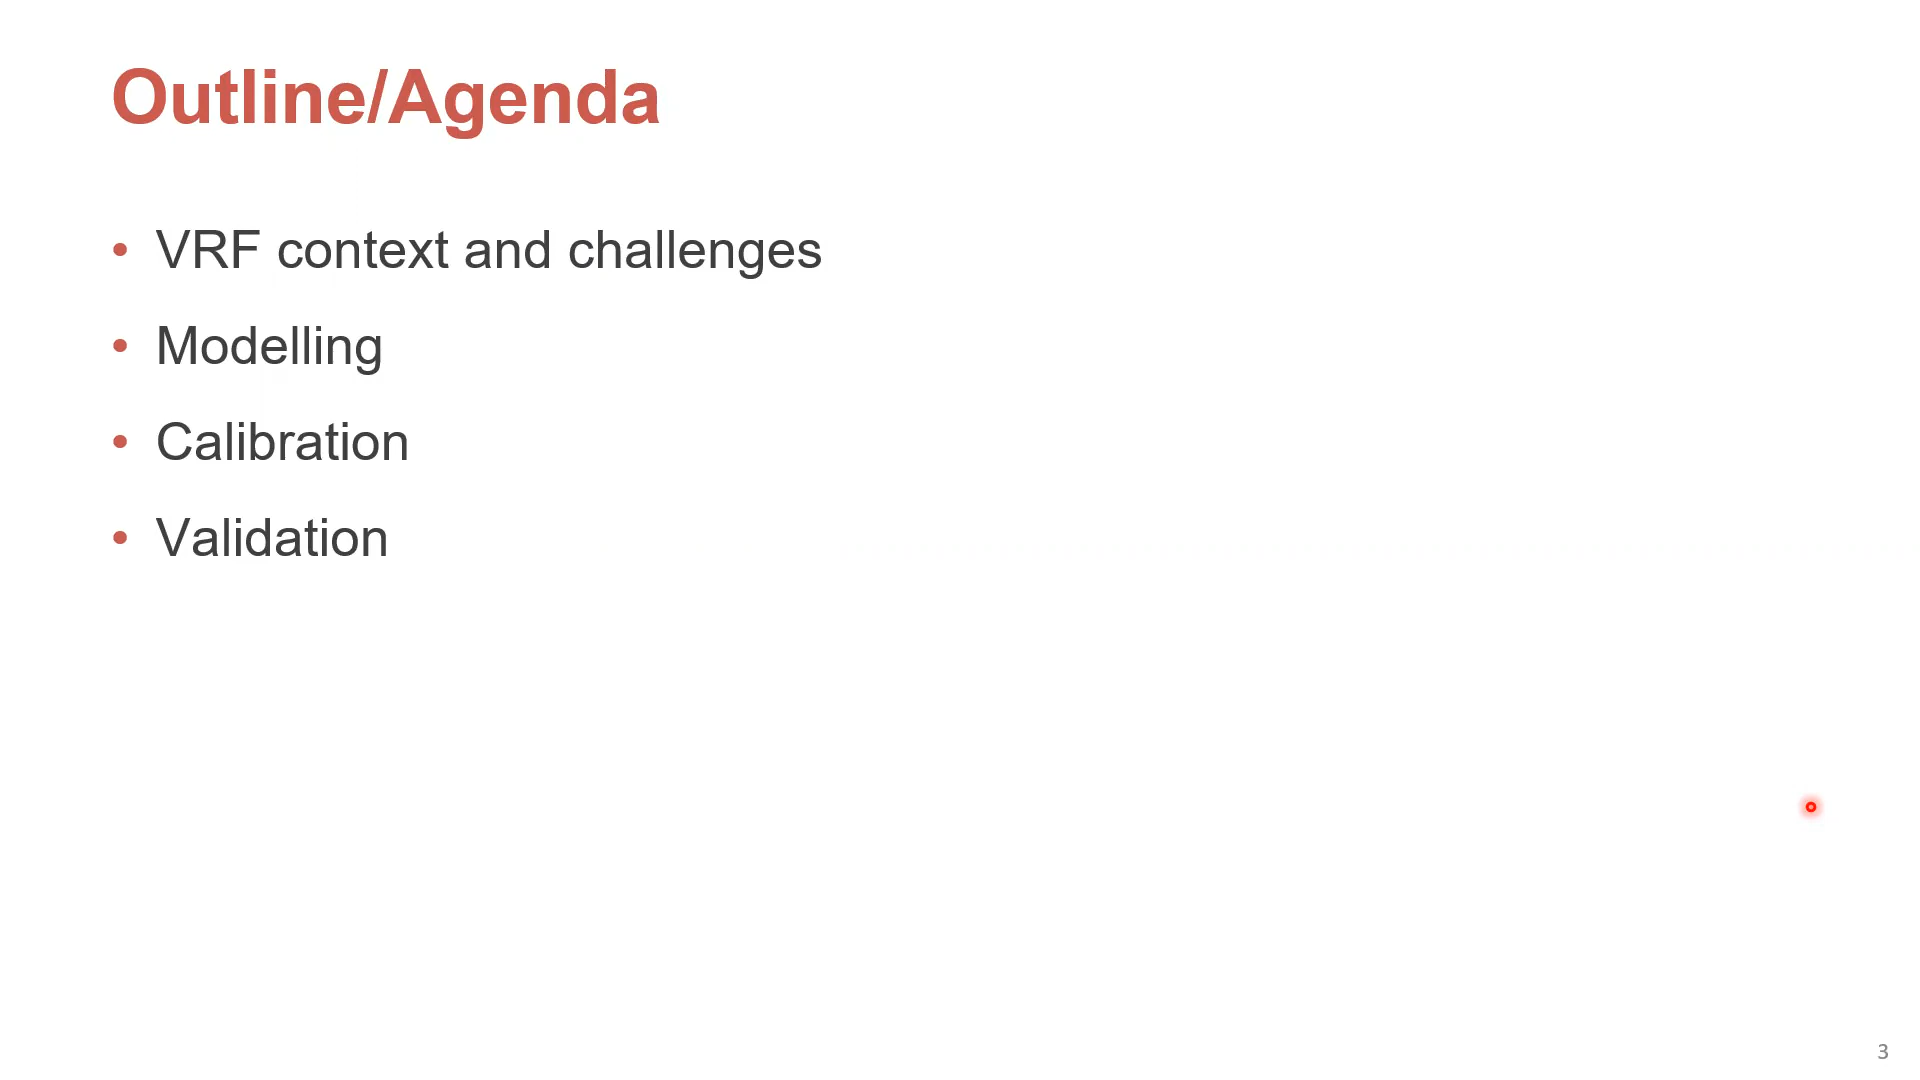 Outline/Agenda
• VRF context and challenges
• Modelling
• Calibration
• Validation
3